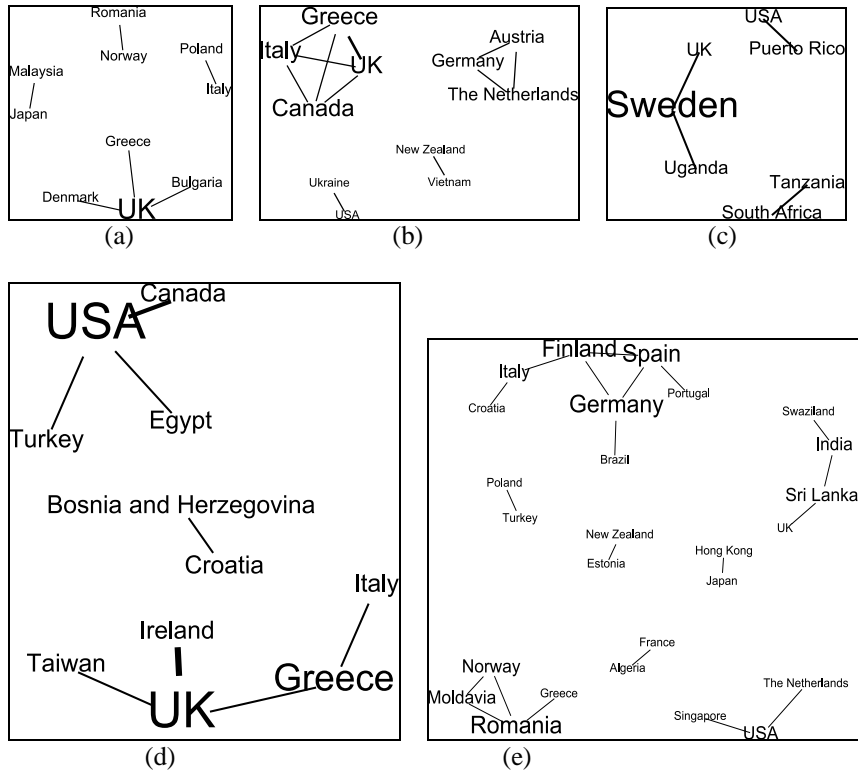 Romania
Norway
Poland
Malaysia
Italy
Japan
Greece
Bulgaria
Denmark
UK
(a)
Greece
Austria
Italy
UK
Germany
The Netherlands
Canada
New Zealand
Ukraine
Vietnam
USA
(b)
USA
UK
Puerto Rico
Sweden
Uganda
Tanzania
South Africa
(c)
Canada
USA
Egypt
Turkey
Bosnia and Herzegovina
Croatia
Italy
Ireland
Taiwan
Greece
UK
(d)
Finland
Spain
Italy
Portugal
Croatia
Germany
Swaziland
India
Brazil
Poland
Sri Lanka
Turkey
UK
New Zealand
Hong Kong
Estonia
Japan
France
Norway
Algeria
The Netherlands
Moldavia
Greece
Singapore
Romania
USA
(e)